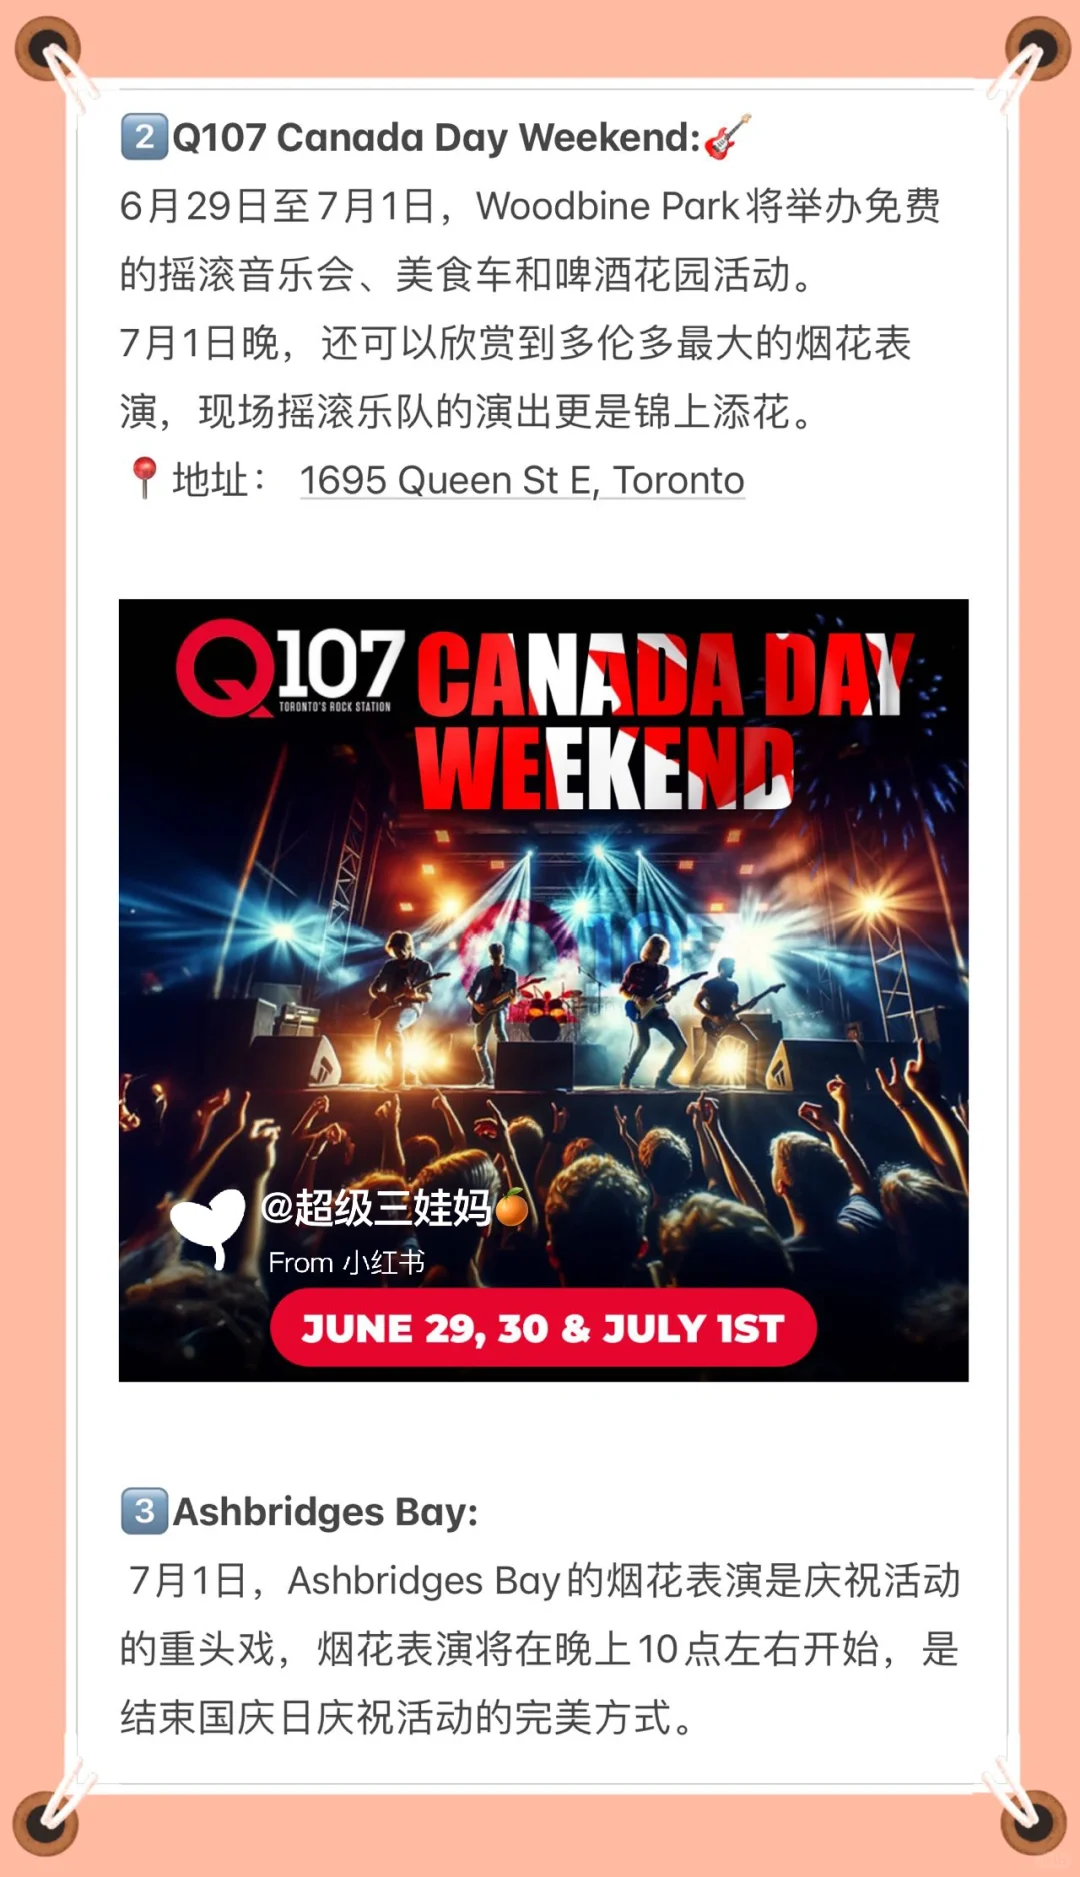 2️⃣Q107 Canada Day Weekend:🎸
6月29日至7月1日，Woodbine Park将举办免费
的摇滚音乐会、美食车和啤酒花园活动。
7月1日晚，还可以欣赏到多伦多最大的烟花表
演，现场摇滚乐队的演出更是锦上添花。
📍地址： 1695 Queen St E, Toronto
Q107 CANADA DAY
TORONTO'S ROCK STATION
WEEKEND
@超级三娃妈🍊
From 小红书
JUNE 29, 30 & JULY 1ST
3️⃣Ashbridges Bay:
7月1日，Ashbridges Bay的烟花表演是庆祝活动
的重头戏，烟花表演将在晚上10点左右开始，是
结束国庆日庆祝活动的完美方式。